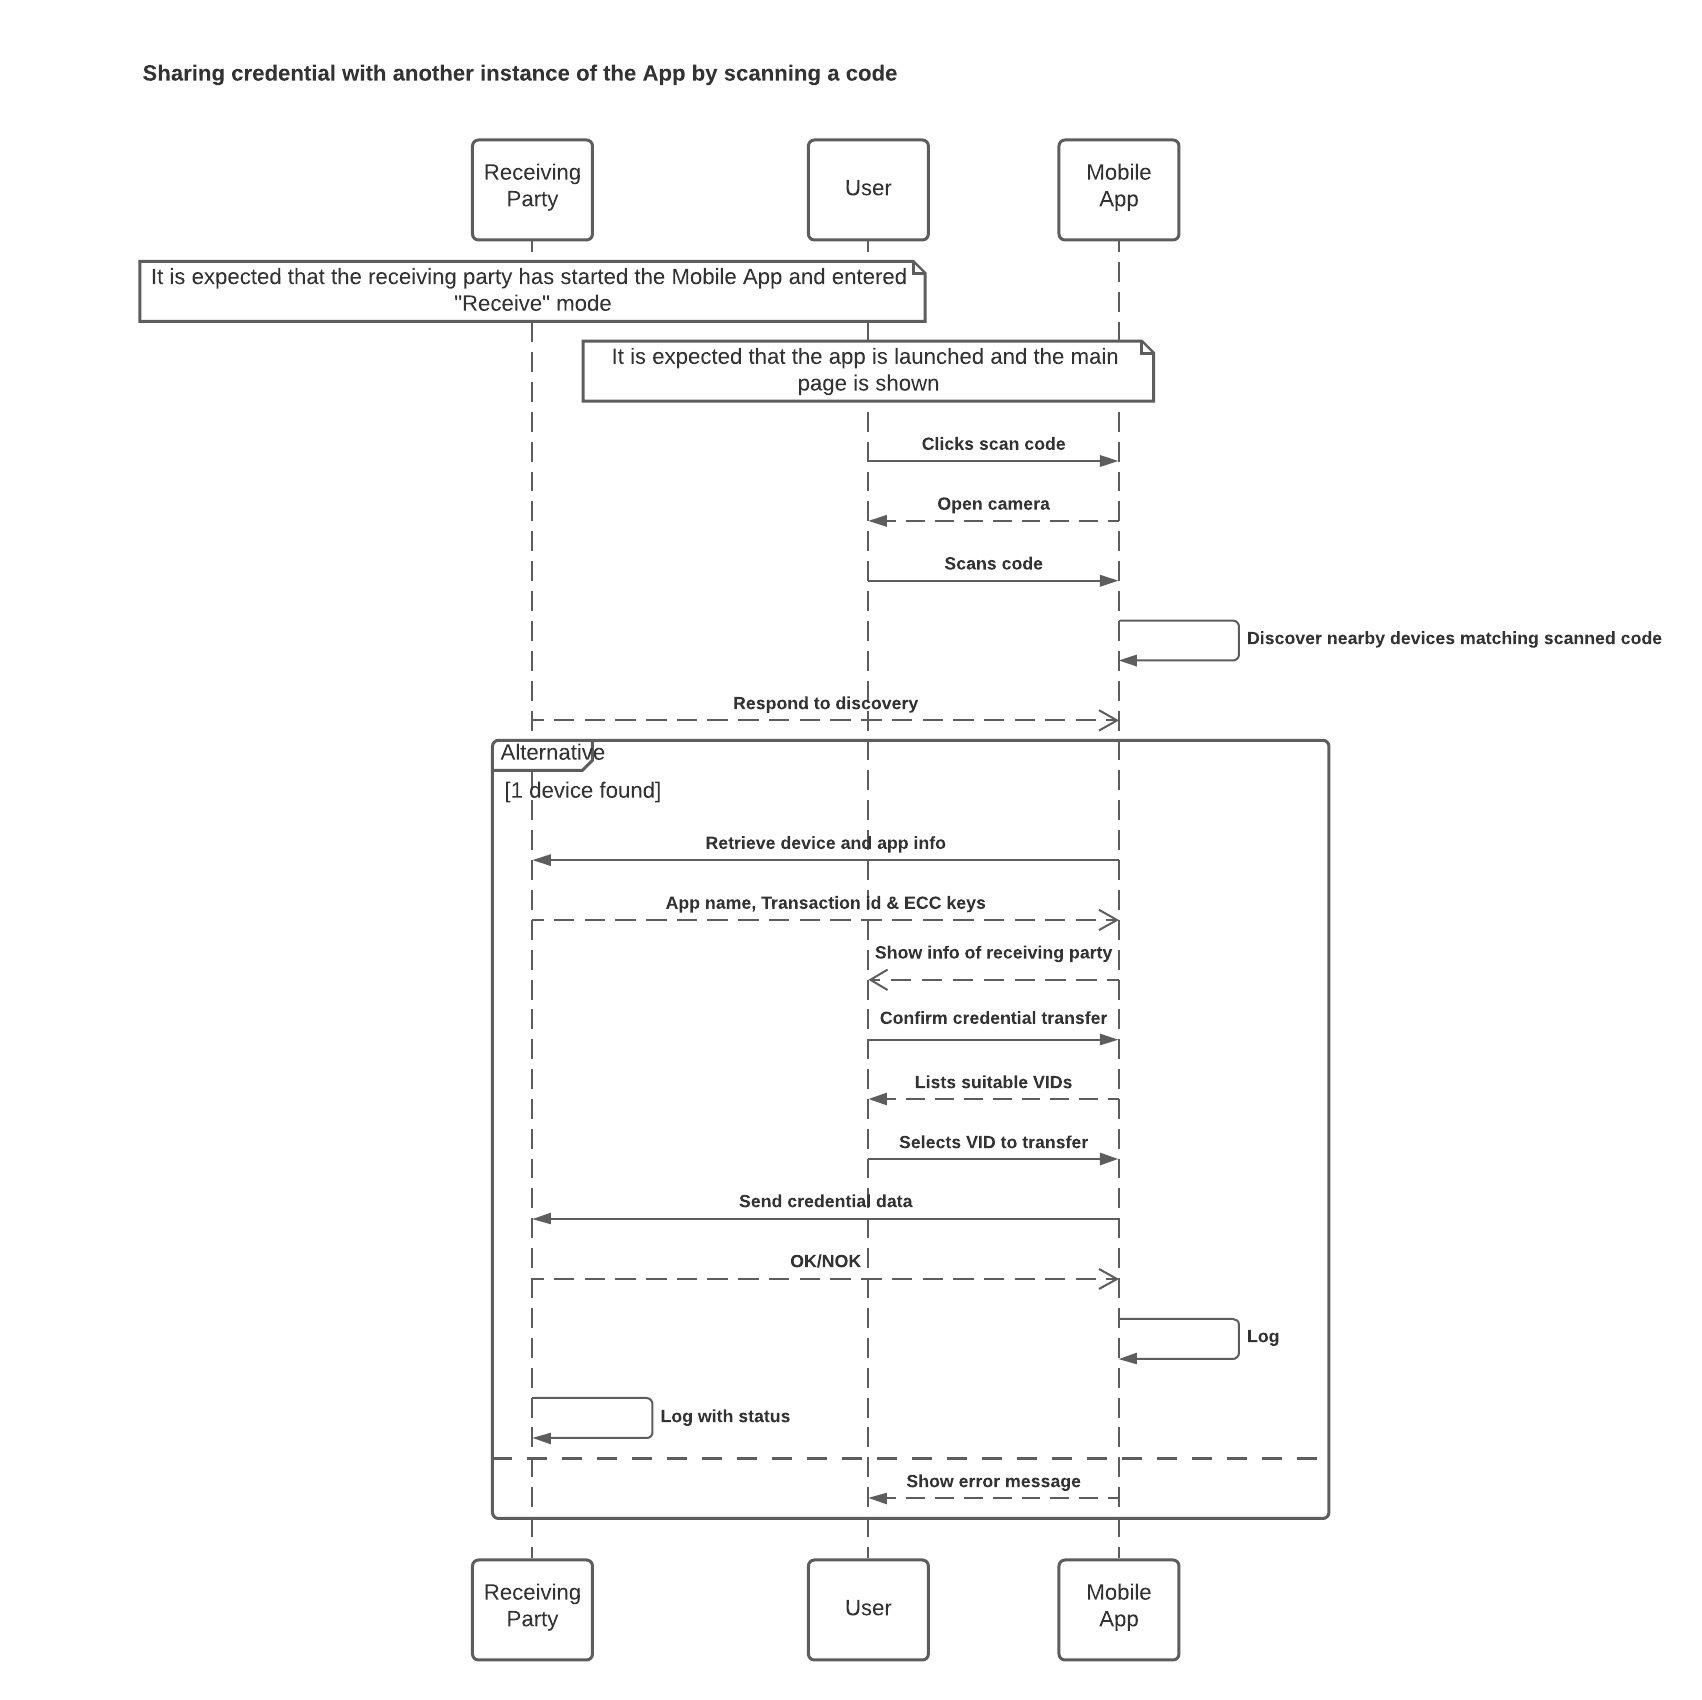 Sharing credential with another instance of the App by scanning a code
Receiving
Party
User
Mobile
App
It is expected that the receiving party has started the Mobile App and entered
"Receive" mode
It is expected that the app is launched and the main
page is shown
Clicks scan code
Open camera
Scans code
Discover nearby devices matching scanned code
Respond to discovery
Alternative
[1 device found]
Retrieve device and app info
App name, Transaction id & ECC keys
Show info of receiving party
Confirm credential transfer
Lists suitable VIDs
Selects VID to transfer
Send credential data
OK/NOK
Log
Log with status
Show error message
Receiving
Party
User
Mobile
App